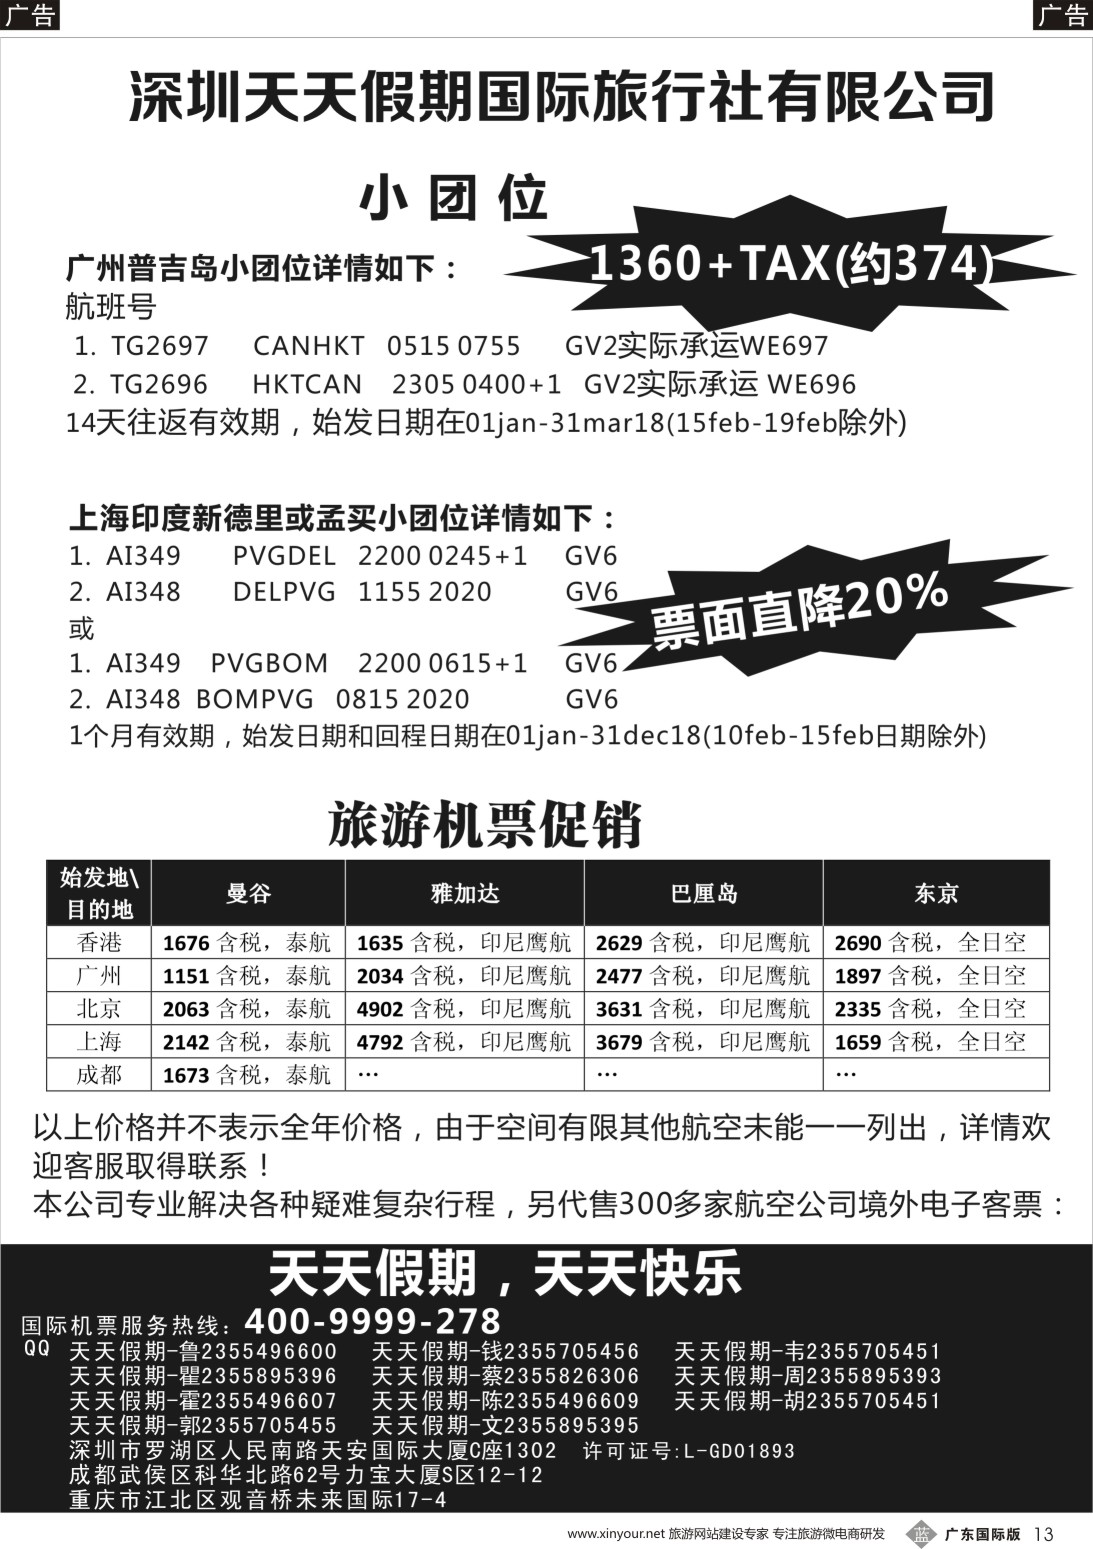 广告
广告
深圳天天假期国际旅行社有限公司
小团位
1360+TAX(约374)
广州普吉岛小团位详情如下：
航班号
1. TG2697 CANHKT 0515 0755 GV2实际承运WE697
2. TG2696 HKTCAN 2305 0400+1 GV2实际承运 WE696
14天往返有效期，始发日期在01jan-31mar18(15feb-19feb除外)
上海印度新德里或孟买小团位详情如下：
1. AI349 PVGDEL 2200 0245+1 GV6
2. AI348 DELPVG 1155 2020 GV6
票面直降20%
或
1. AI349 PVGBOM 2200 0615+1 GV6
2. AI348 BOMPVG 0815 2020 GV6
1个月有效期，始发日期和回程日期在01jan-31dec18(10feb-15feb日期除外)
旅游机票促销
始发地\目的地 曼谷 雅加达 巴厘岛 东京
香港 1676 含税，泰航 1635 含税，印尼鹰航 2629 含税，印尼鹰航 2690 含税，全日空
广州 1151 含税，泰航 2034 含税，印尼鹰航 2477 含税，印尼鹰航 1897 含税，全日空
北京 2063 含税，泰航 4902 含税，印尼鹰航 3631 含税，印尼鹰航 2335 含税，全日空
上海 2142 含税，泰航 4792 含税，印尼鹰航 3679 含税，印尼鹰航 1659 含税，全日空
成都 1673 含税，泰航 … … …
以上价格并不表示全年价格，由于空间有限其他航空未能一一列出，详情欢
迎客服取得联系！
本公司专业解决各种疑难复杂行程，另代售300多家航空公司境外电子客票：
天天假期，天天快乐
国际机票服务热线：400-9999-278
QQ 天天假期-鲁2355496600 天天假期-钱2355705456 天天假期-韦2355705451
天天假期-瞿2355895396 天天假期-蔡2355826306 天天假期-周2355895393
天天假期-霍2355496607 天天假期-陈2355496609 天天假期-胡2355705451
天天假期-郭2355705455 天天假期-文2355895395
深圳市罗湖区人民南路天安国际大厦C座1302 许可证号:L-GD01893
成都武侯区科华北路62号力宝大厦S区12-12
重庆市江北区观音桥未来国际17-4
www.xinyour.net 旅游网站建设专家 专注旅游微电商研发 蓝 广东国际版 13